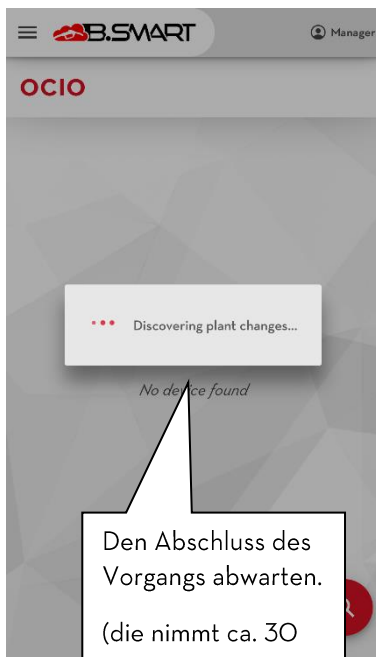 B.SMART
Manager
OCIO
Discovering plant changes...
No device found
Den Abschluss des
Vorgangs abwarten.
(die nimmt ca. 30